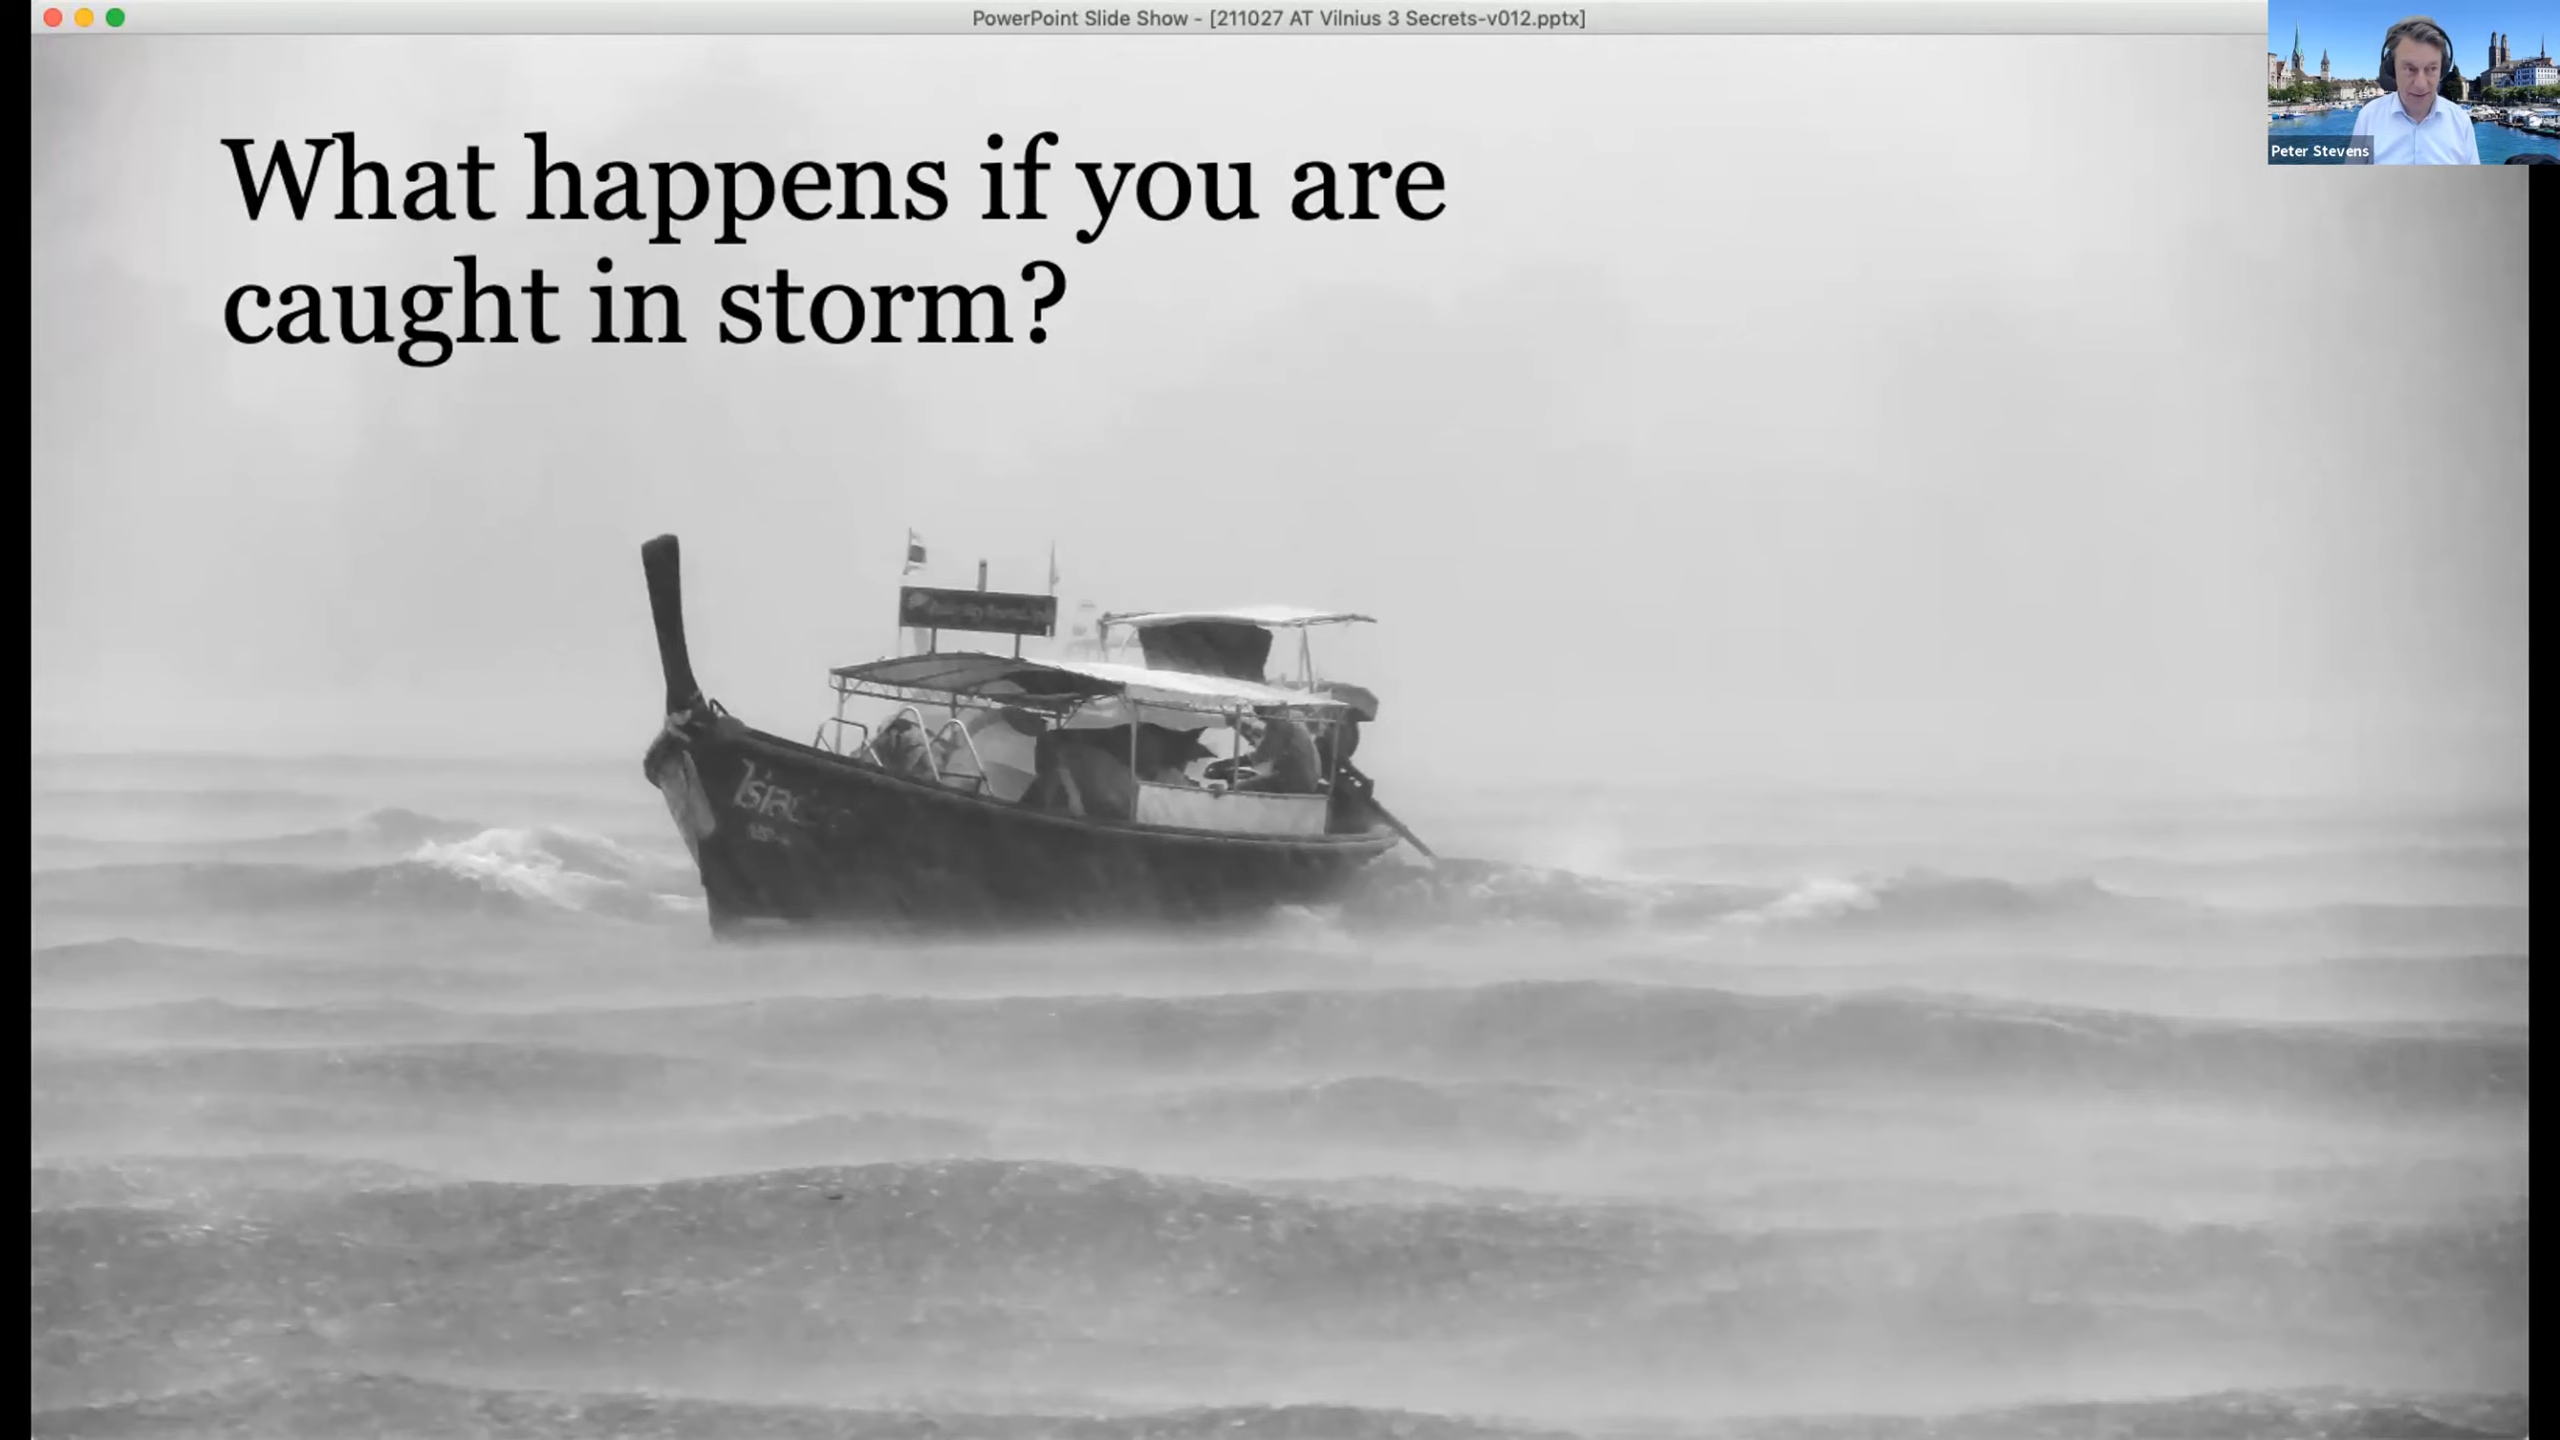 PowerPoint Slide Show - [211027 AT Vilnius 3 Secrets-v012.pptx]
Peter Stevens
What happens if you are
caught in storm?